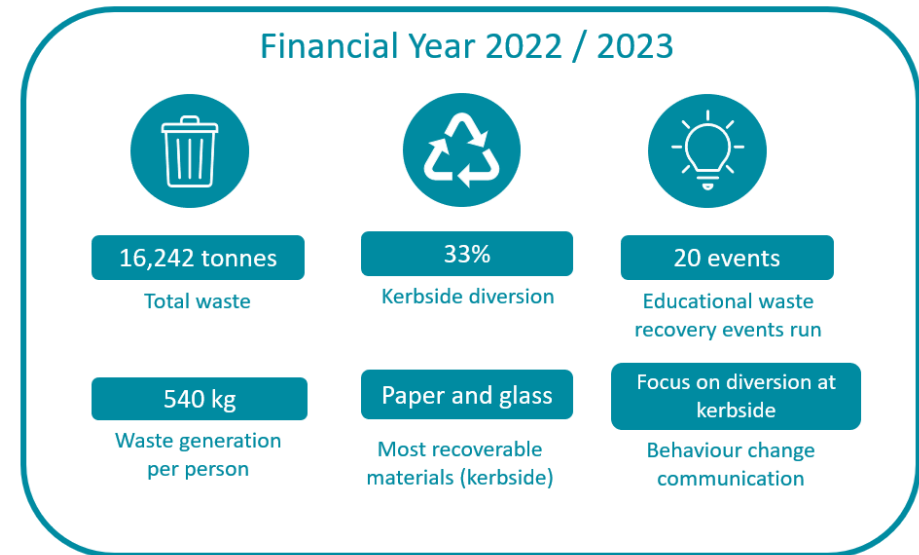 Financial Year 2022 / 2023
16,242 tonnes
Total waste
33%
Kerbside diversion
20 events
Educational waste
recovery events run
540 kg
Waste generation
per person
Paper and glass
Most recoverable
materials (kerbside)
Focus on diversion at
kerbside
Behaviour change
communication